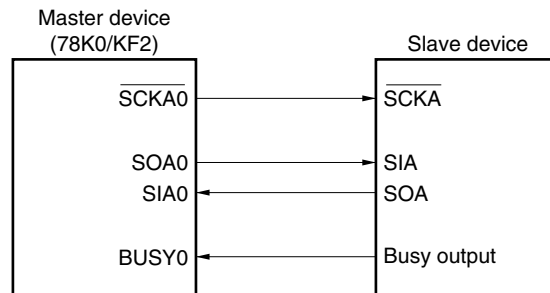 Master device
(78K0/KF2)
Slave device
SCKA0
SCKA
SOA0
SIA
SIA0
SOA
BUSY0
Busy output